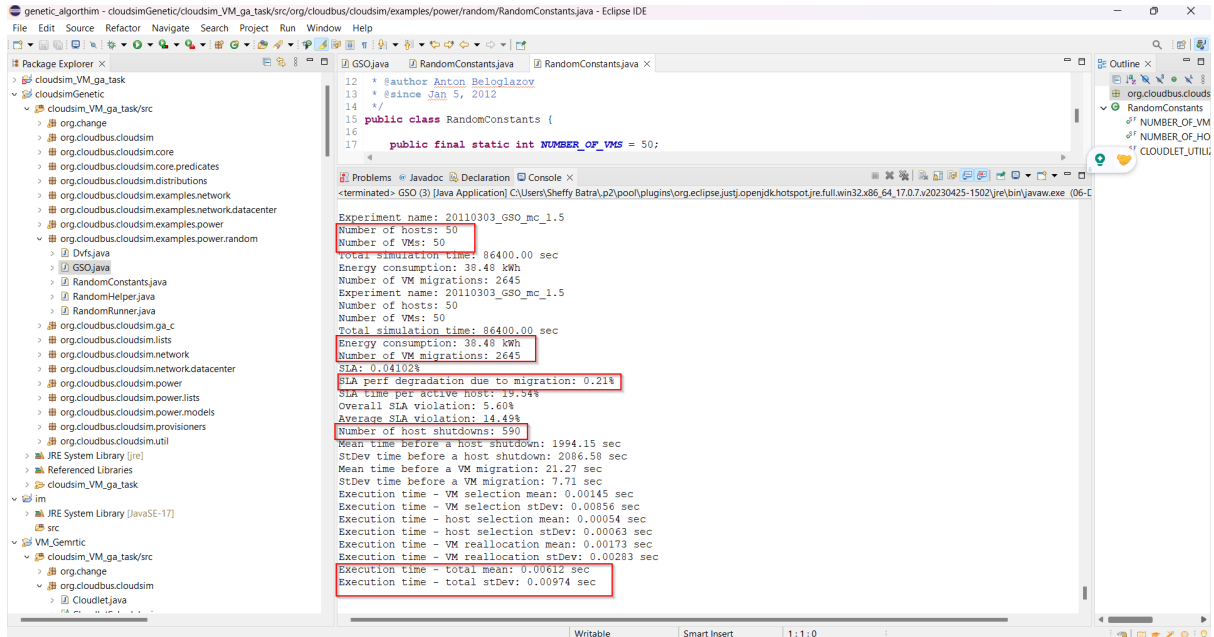 genetic_algorthim - cloudsimGenetic/cloudsim_VM_ga_task/src/org/cloudbus/cloudsim/examples/power/random/RandomConstants.java - Eclipse IDE
File Edit Source Refactor Navigate Search Project Run Window Help
Package Explorer
cloudsim_VM_ga_task
cloudsimGenetic
cloudsim_VM_ga_task/src
org.change
org.cloudbus.cloudsim
org.cloudbus.cloudsim.core
org.cloudbus.cloudsim.core.predicates
org.cloudbus.cloudsim.distributions
org.cloudbus.cloudsim.examples.network
org.cloudbus.cloudsim.examples.network.datacenter
org.cloudbus.cloudsim.examples.power
org.cloudbus.cloudsim.examples.power.random
Dvfs.java
GSO.java
RandomConstants.java
RandomHelper.java
RandomRunner.java
org.cloudbus.cloudsim.ga_c
org.cloudbus.cloudsim.lists
org.cloudbus.cloudsim.network
org.cloudbus.cloudsim.network.datacenter
org.cloudbus.cloudsim.power
org.cloudbus.cloudsim.power.lists
org.cloudbus.cloudsim.power.models
org.cloudbus.cloudsim.provisioners
org.cloudbus.cloudsim.util
JRE System Library [jre]
Referenced Libraries
cloudsim_VM_ga_task
im
JRE System Library [JavaSE-17]
src
VM_Gemrtic
cloudsim_VM_ga_task/src
org.change
org.cloudbus.cloudsim
Cloudlet.java
GSO.java RandomConstants.java RandomConstants.java
12 * @author Anton Beloglazov
13 * @since Jan 5, 2012
14 */
15 public class RandomConstants {
16
17 public final static int NUMBER_OF_VMS = 50;
Problems Javadoc Declaration Console
<terminated> GSO (3) [Java Application] C:\Users\Sheffy Batra\.p2\pool\plugins\org.eclipse.justj.openjdk.hotspot.jre.full.win32.x86_64_17.0.7.v20230425-1502\jre\bin\javaw.exe (06-D
Experiment name: 20110303_GSO_mc_1.5
Number of hosts: 50
Number of VMs: 50
Total simulation time: 86400.00 sec
Energy consumption: 38.48 kWh
Number of VM migrations: 2645
Experiment name: 20110303_GSO_mc_1.5
Number of hosts: 50
Number of VMs: 50
Total simulation time: 86400.00 sec
Energy consumption: 38.48 kWh
Number of VM migrations: 2645
SLA: 0.04102%
SLA perf degradation due to migration: 0.21%
SLA time per active host: 19.54%
Overall SLA violation: 5.60%
Average SLA violation: 14.49%
Number of host shutdowns: 590
Mean time before a host shutdown: 1994.15 sec
StDev time before a host shutdown: 2086.58 sec
Mean time before a VM migration: 21.27 sec
StDev time before a VM migration: 7.71 sec
Execution time - VM selection mean: 0.00145 sec
Execution time - VM selection stDev: 0.00856 sec
Execution time - host selection mean: 0.00054 sec
Execution time - host selection stDev: 0.00063 sec
Execution time - VM reallocation mean: 0.00173 sec
Execution time - VM reallocation stDev: 0.00283 sec
Execution time - total mean: 0.00612 sec
Execution time - total stDev: 0.00974 sec
Outline
org.cloudbus.clouds
RandomConstants
NUMBER_OF_VM
NUMBER_OF_HO
CLOUDLET_UTILIZ
Writable Smart Insert 1 : 1 : 0